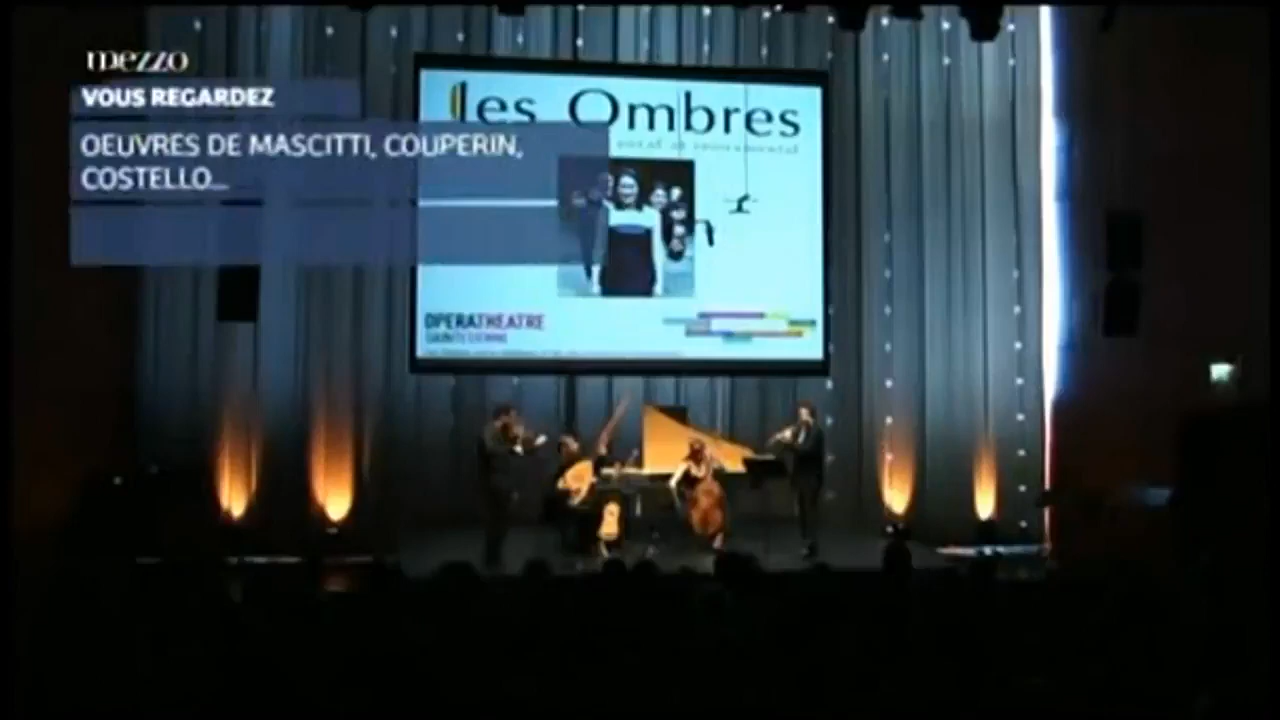 mezzo
VOUS REGARDEZ
OEUVRES DE MASCITTI, COUPERIN,
COSTELLO...
les Ombres
OPERATHEATRE